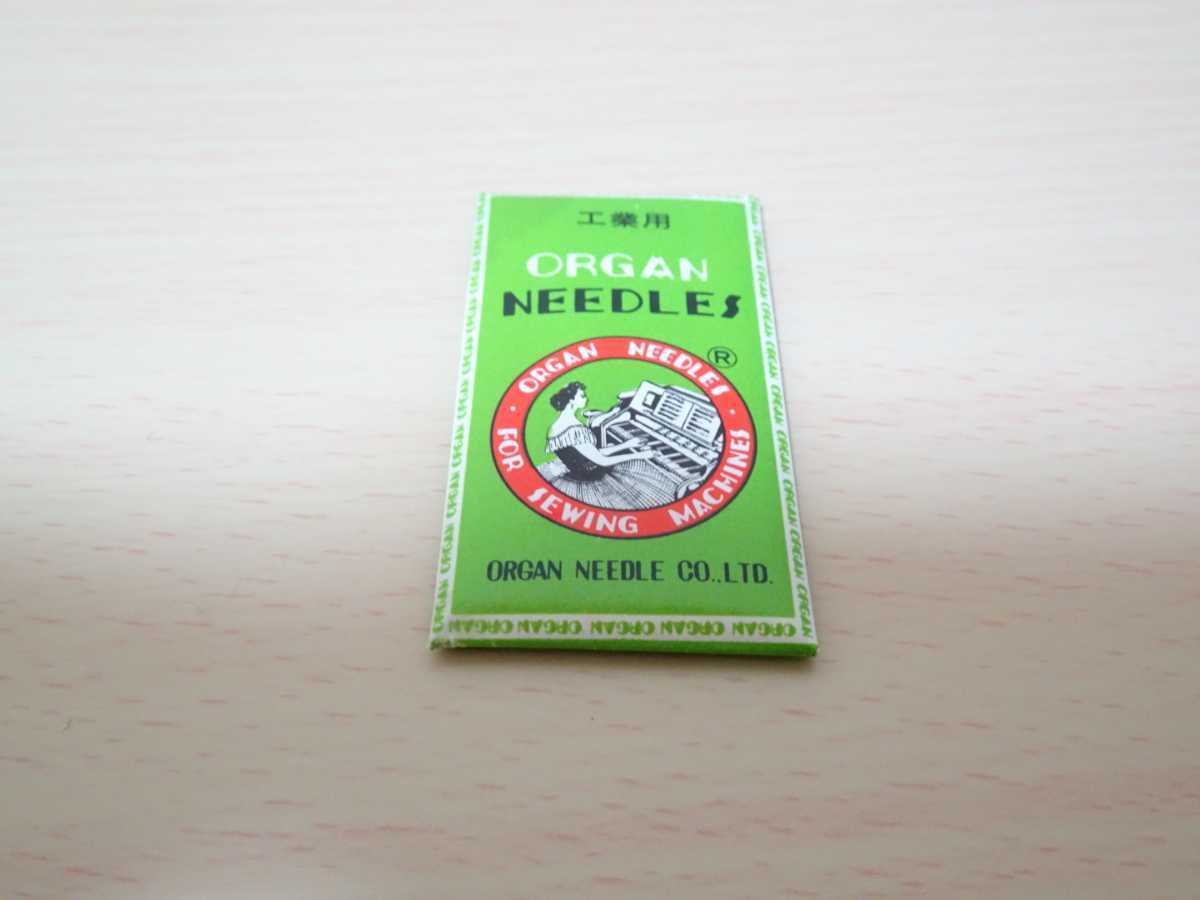 工業用
ORGAN
NEEDLES
®
ORGAN NEEDLES
FOR SEWING MACHINES
ORGAN NEEDLE CO.,LTD.
ORGAN ORGAN ORGAN ORGAN ORGAN